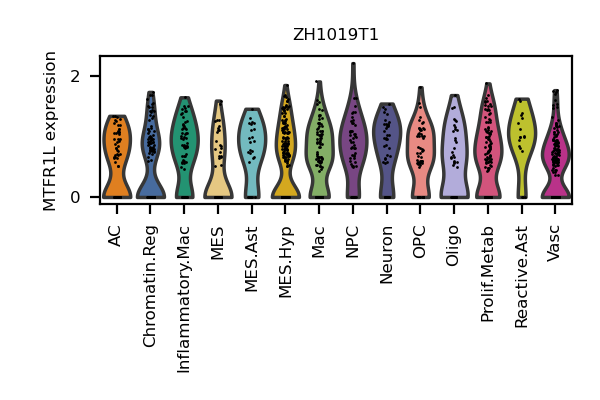 ZH1019T1
MTFR1L expression
2
0
AC
Chromatin.Reg
Inflammatory.Mac
MES
MES.Ast
MES.Hyp
Mac
NPC
Neuron
OPC
Oligo
Prolif.Metab
Reactive.Ast
Vasc